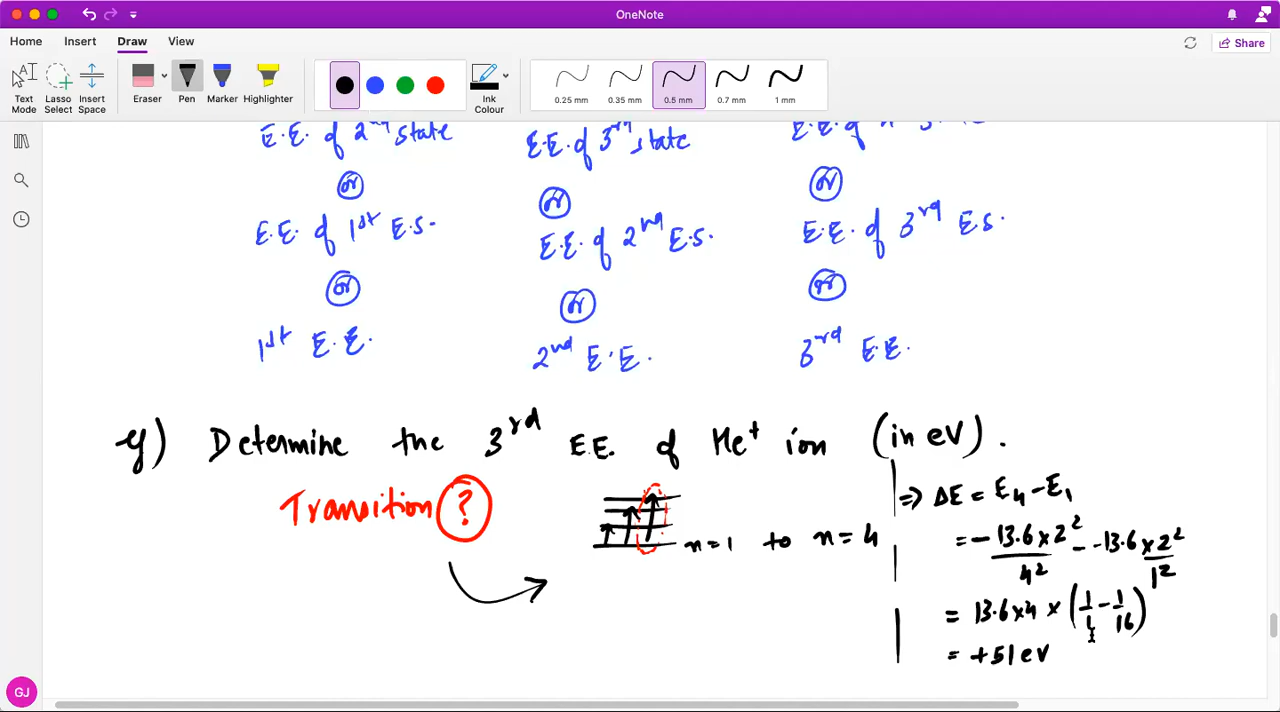 OneNote
Home Insert Draw View
Share
Text Mode
Lasso Select
Insert Space
Eraser
Pen
Marker
Highlighter
Ink Colour
0.25 mm
0.35 mm
0.5 mm
0.7 mm
1 mm
E.E. of 2nd state E.E. of 3rd state E.E. of
or or or
E.E. of 1st E.S. E.E. of 2nd E.S. E.E. of 3rd E.S.
or or or
1st E.E. 2nd E.E. 3rd E.E.
eg) Determine the 3rd E.E. of He+ ion (in eV).
Transition ?
n=1 to n=4
=> ΔE = E4 - E1
= -13.6×2²/4² - -13.6×2²/1²
= 13.6×4 × (1/1 - 1/16)
= +51eV
GJ